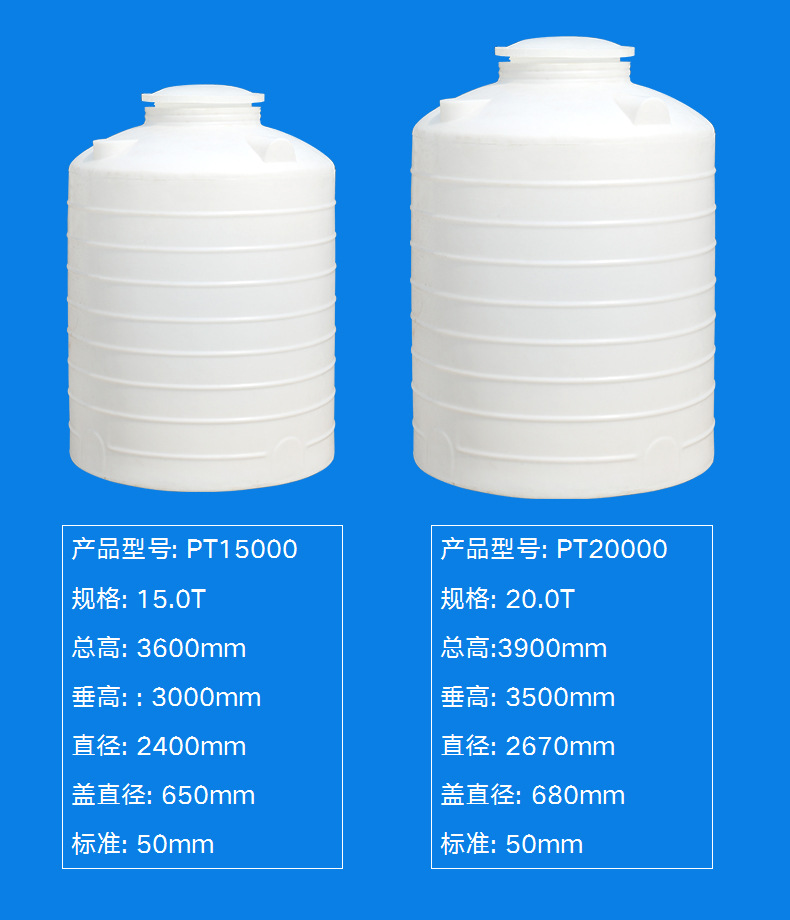 产品型号: PT15000
规格: 15.0T
总高: 3600mm
垂高: : 3000mm
直径: 2400mm
盖直径: 650mm
标准: 50mm
产品型号: PT20000
规格: 20.0T
总高:3900mm
垂高: 3500mm
直径: 2670mm
盖直径: 680mm
标准: 50mm